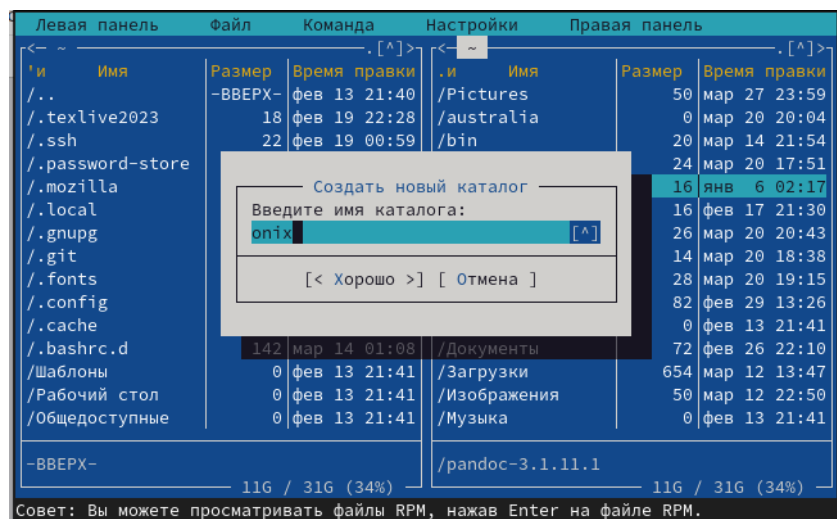 Левая панель Файл Команда Настройки Правая панель
<— ~ .[^]> <— ~ .[^]>
'и Имя Размер Время правки .и Имя Размер Время правки
/.. -ВВЕРХ- фев 13 21:40 /Pictures 50 мар 27 23:59
/.texlive2023 18 фев 19 22:28 /australia 0 мар 20 20:04
/.ssh 22 фев 19 00:59 /bin 20 мар 14 21:54
/.password-store 24 мар 20 17:51
/.mozilla Создать новый каталог 16 янв 6 02:17
/.local Введите имя каталога: 16 фев 17 21:30
/.gnupg onix [^] 26 мар 20 20:43
/.git 14 мар 20 18:38
/.fonts [< Хорошо >] [ Отмена ] 28 мар 20 19:15
/.config 82 фев 29 13:26
/.cache 0 фев 13 21:41
/.bashrc.d 142 мар 14 01:08 /Документы 72 фев 26 22:10
/Шаблоны 0 фев 13 21:41 /Загрузки 654 мар 12 13:47
/Рабочий стол 0 фев 13 21:41 /Изображения 50 мар 12 22:50
/Общедоступные 0 фев 13 21:41 /Музыка 0 фев 13 21:41
-ВВЕРХ- /pandoc-3.1.11.1
11G / 31G (34%) 11G / 31G (34%)
Совет: Вы можете просматривать файлы RPM, нажав Enter на файле RPM.